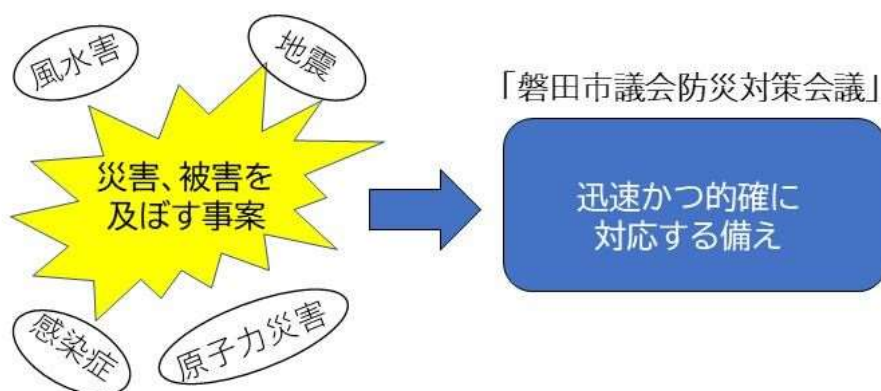 風水害
地震
災害、被害を
及ぼす事案
感染症
原子力災害
「磐田市議会防災対策会議」
迅速かつ的確に
対応する備え